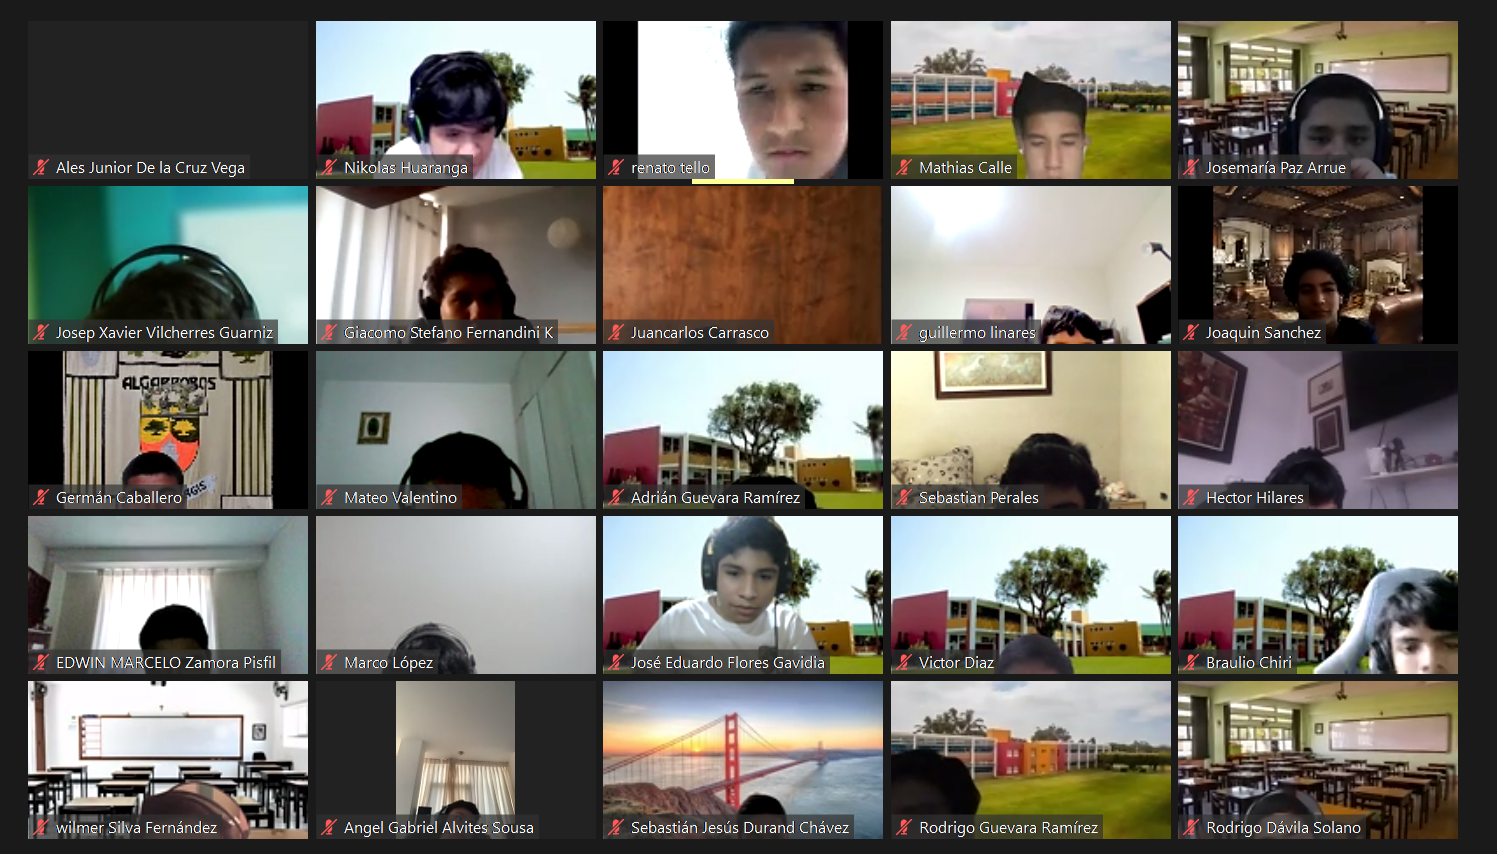 Ales Junior De la Cruz Vega
Nikolas Huaranga
renato tello
Mathias Calle
Josemaría Paz Arrue
Josep Xavier Vilcherres Guarniz
Giacomo Stefano Fernandini K
Juancarlos Carrasco
guillermo linares
Joaquin Sanchez
ALGARROBOS
Germán Caballero
Mateo Valentino
Adrián Guevara Ramírez
Sebastian Perales
Hector Hilares
EDWIN MARCELO Zamora Pisfil
Marco López
José Eduardo Flores Gavidia
Victor Diaz
Braulio Chiri
wilmer Silva Fernández
Angel Gabriel Alvites Sousa
Sebastián Jesús Durand Chávez
Rodrigo Guevara Ramírez
Rodrigo Dávila Solano